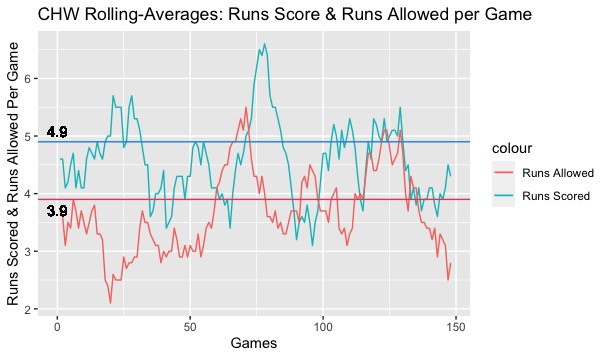 CHW Rolling-Averages: Runs Score & Runs Allowed per Game
Runs Scored & Runs Allowed Per Game
6
5
4
3
2
4.9
3.9
0
50
100
150
Games
colour
Runs Allowed
Runs Scored